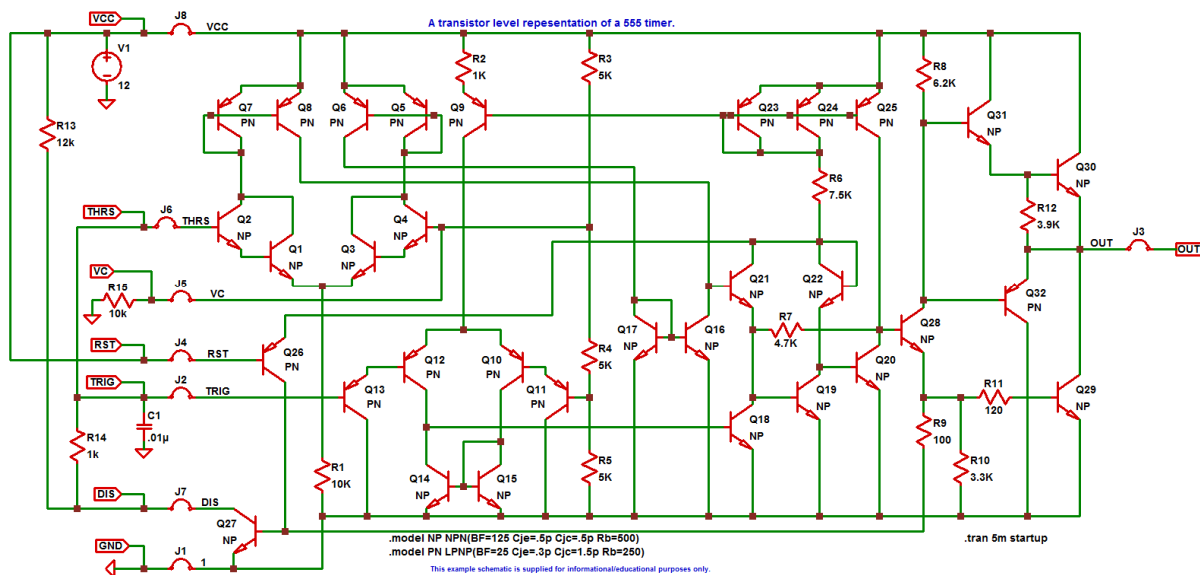 A transistor level repesentation of a 555 timer.
VCC
J8
VCC
V1
12
R13
12k
Q7
PN
Q8
PN
Q6
PN
Q5
PN
Q9
PN
R2
1K
R3
5K
Q23
PN
Q24
PN
Q25
PN
R8
6.2K
Q31
NP
Q30
NP
R6
7.5K
R12
3.9K
THRS
J6
THRS
Q2
NP
Q1
NP
Q3
NP
Q4
NP
OUT
J3
OUT
VC
R15
10k
J5
VC
Q21
NP
Q22
NP
Q32
PN
R7
4.7K
Q28
NP
Q17
NP
Q16
NP
RST
J4
RST
Q26
PN
Q12
PN
Q10
PN
R4
5K
Q20
NP
TRIG
J2
TRIG
Q13
PN
Q11
PN
Q19
NP
R11
120
Q29
NP
C1
.01µ
R14
1k
Q18
NP
R9
100
R10
3.3K
R1
10K
Q14
NP
Q15
NP
R5
5K
DIS
J7
DIS
Q27
NP
GND
J1
1
.model NP NPN(BF=125 Cje=.5p Cjc=.5p Rb=500)
.model PN LPNP(BF=25 Cje=.3p Cjc=1.5p Rb=250)
.tran 5m startup
This example schematic is supplied for informational/educational purposes only.